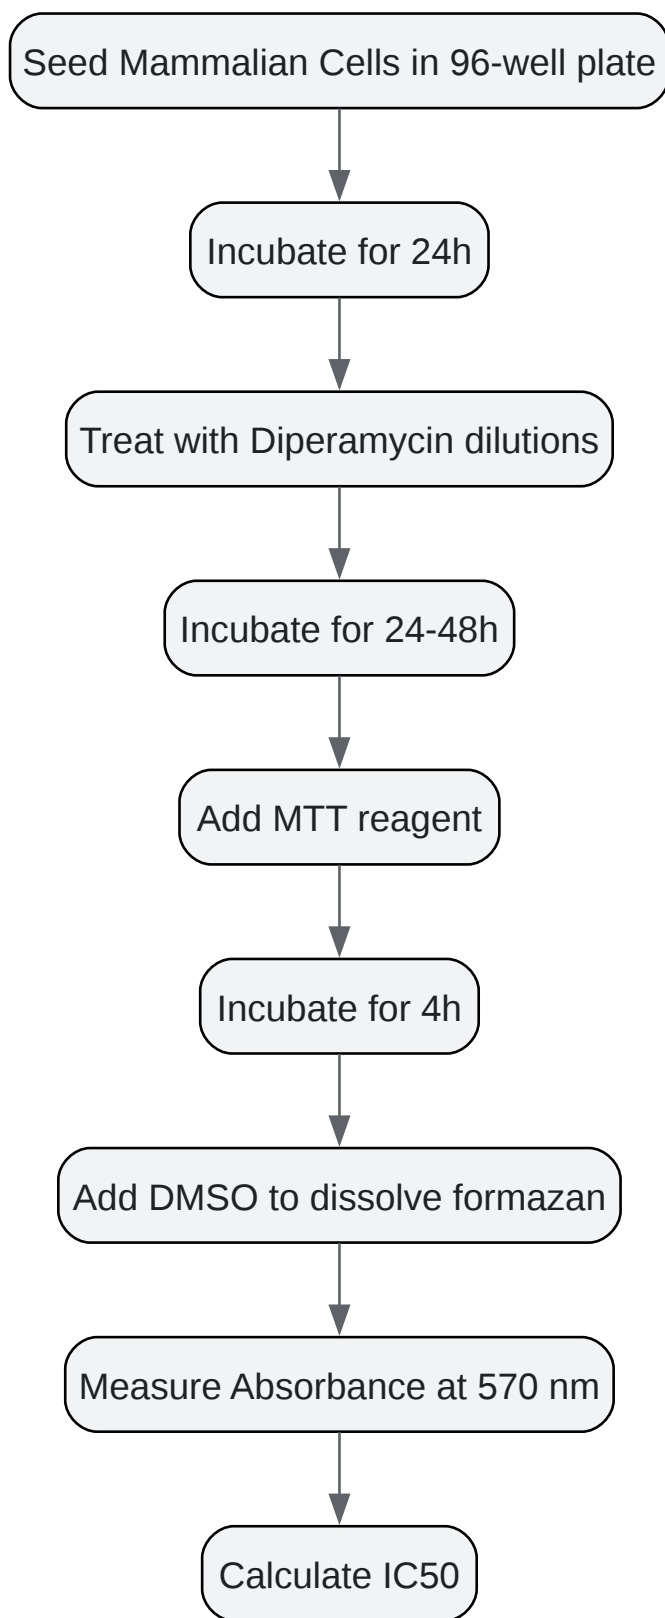 Seed Mammalian Cells in 96-well plate
Incubate for 24h
Treat with Diperamycin dilutions
Incubate for 24-48h
Add MTT reagent
Incubate for 4h
Add DMSO to dissolve formazan
Measure Absorbance at 570 nm
Calculate IC50